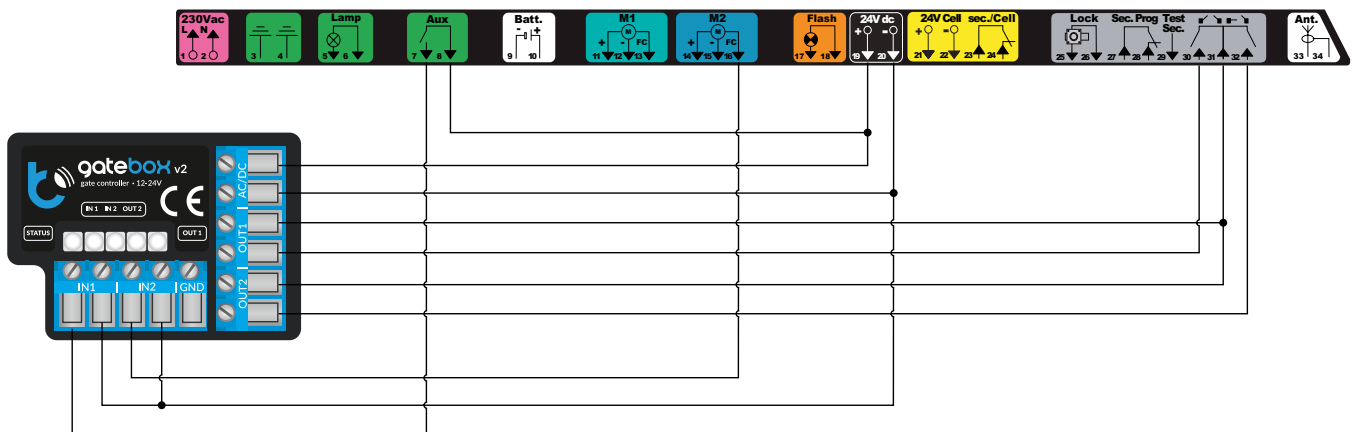 230Vac Lamp Aux Batt. M1 M2 Flash 24V dc 24V Cell sec./Cell Lock Sec. Prog Test Sec. Ant.
L N - + + M - FC + M - FC + - + -
1 2 3 4 5 6 7 8 9 10 11 12 13 14 15 16 17 18 19 20 21 22 23 24 25 26 27 28 29 30 31 32 33 34
gatebox v2
gate controller • 12-24V
CE
IN 1 IN 2 OUT 2
STATUS
OUT 1
AC/DC
OUT1
OUT2
IN1 IN2 GND